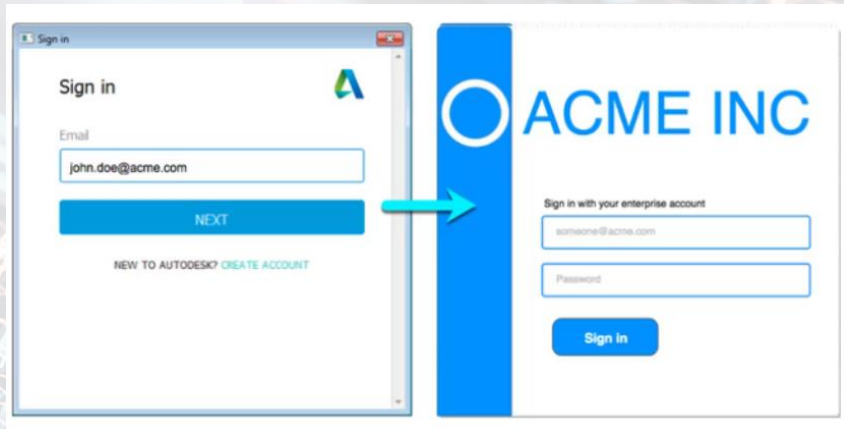 Sign in
Sign in
Email
john.doe@acme.com
NEXT
NEW TO AUTODESK? CREATE ACCOUNT
ACME INC
Sign in with your enterprise account
someone@acme.com
Password
Sign in